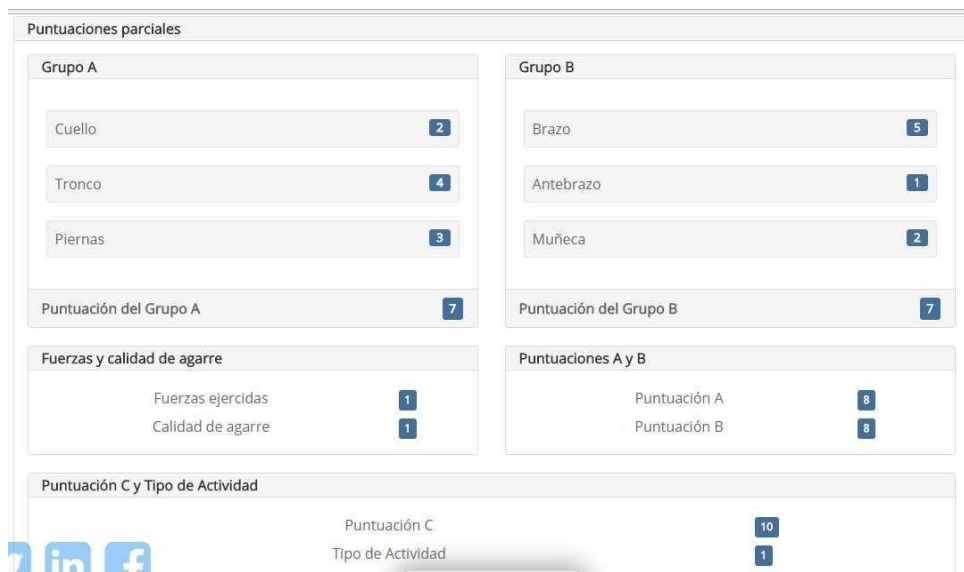 Puntuaciones parciales
Grupo A
Cuello 2
Tronco 4
Piernas 3
Puntuación del Grupo A 7
Grupo B
Brazo 5
Antebrazo 1
Muñeca 2
Puntuación del Grupo B 7
Fuerzas y calidad de agarre
Fuerzas ejercidas 1
Calidad de agarre 1
Puntuaciones A y B
Puntuación A 8
Puntuación B 8
Puntuación C y Tipo de Actividad
Puntuación C 10
Tipo de Actividad 1
in f